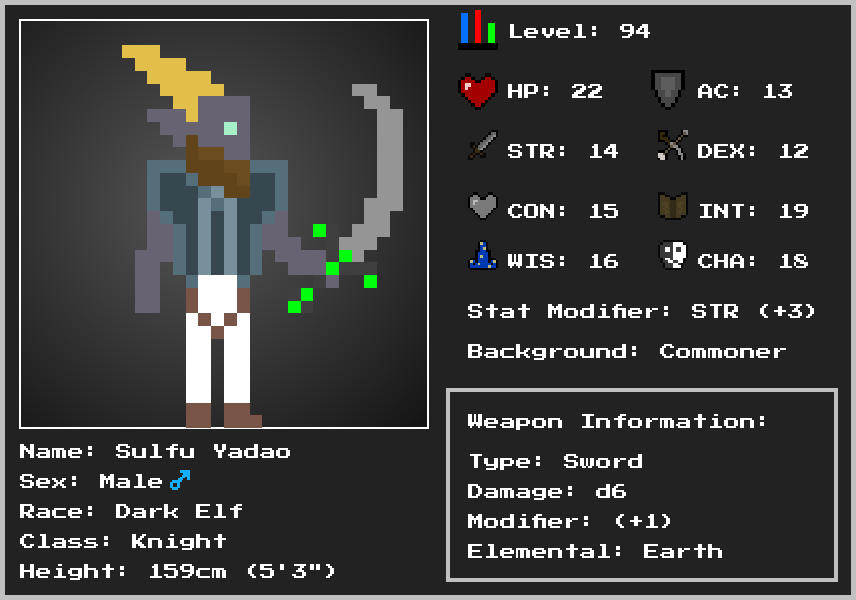 Level: 94
HP: 22
AC: 13
STR: 14
DEX: 12
CON: 15
INT: 19
WIS: 16
CHA: 18
Stat Modifier: STR (+3)
Background: Commoner
Weapon Information:
Type: Sword
Damage: d6
Modifier: (+1)
Elemental: Earth
Name: Sulfu Yadao
Sex: Male♂
Race: Dark Elf
Class: Knight
Height: 159cm (5'3")